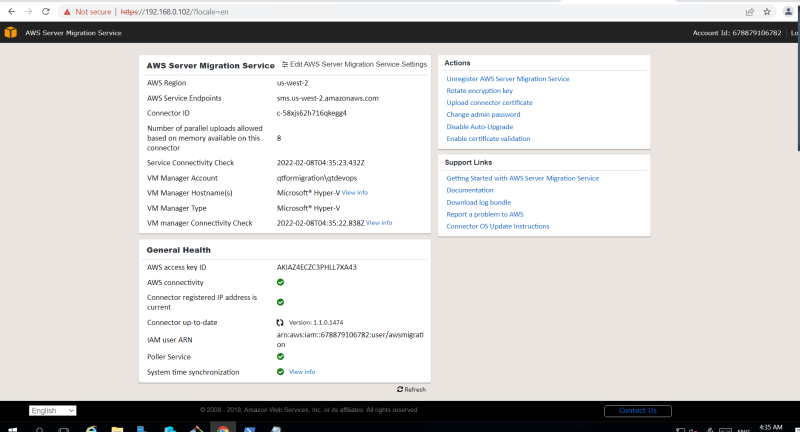 Not secure
https://192.168.0.102/?locale=en
AWS Server Migration Service
Account Id: 678879106782
Lo
AWS Server Migration Service
Edit AWS Server Migration Service Settings
AWS Region
us-west-2
AWS Service Endpoints
sms.us-west-2.amazonaws.com
Connector ID
c-58xjs62h716qkegg4
Number of parallel uploads allowed
based on memory available on this
connector
8
Service Connectivity Check
2022-02-08T04:35:23.432Z
VM Manager Account
qtformigration\qtdevops
VM Manager Hostname(s)
Microsoft® Hyper-V View info
VM Manager Type
Microsoft® Hyper-V
VM manager Connectivity Check
2022-02-08T04:35:22.838Z View info
General Health
AWS access key ID
AKIAZ4ECZC3PHLL7XA43
AWS connectivity
Connector registered IP address is
current
Connector up-to-date
Version: 1.1.0.1474
IAM user ARN
arn:aws:iam::678879106782:user/awsmigrati
on
Poller Service
System time synchronization
View info
Refresh
Actions
Unregister AWS Server Migration Service
Rotate encryption key
Upload connector certificate
Change admin password
Disable Auto-Upgrade
Enable certificate validation
Support Links
Getting Started with AWS Server Migration Service
Documentation
Download log bundle
Report a problem to AWS
Connector OS Update Instructions
English
© 2008 - 2018, Amazon Web Services, Inc. or its affiliates. All rights reserved.
Contact Us
ENG
4:35 AM